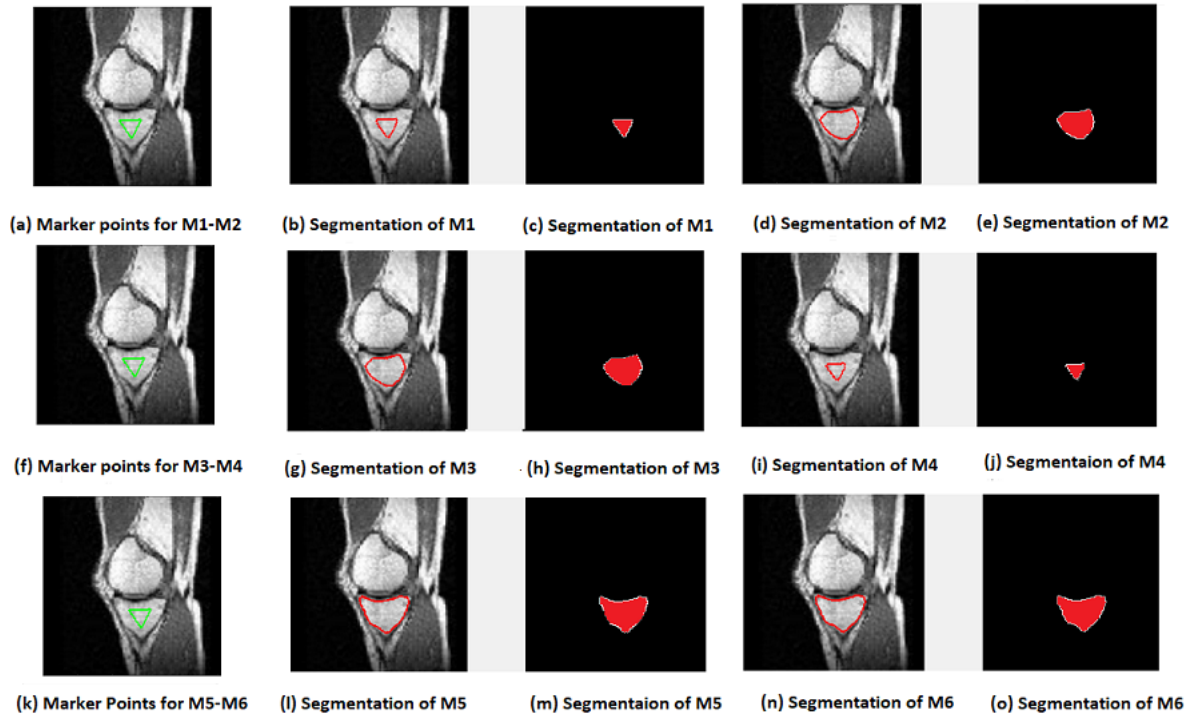 (a) Marker points for M1-M2
(b) Segmentation of M1
(c) Segmentation of M1
(d) Segmentation of M2
(e) Segmentation of M2
(f) Marker points for M3-M4
(g) Segmentation of M3
(h) Segmentation of M3
(i) Segmentation of M4
(j) Segmentaion of M4
(k) Marker Points for M5-M6
(l) Segmentation of M5
(m) Segmentaion of M5
(n) Segmentation of M6
(o) Segmentation of M6